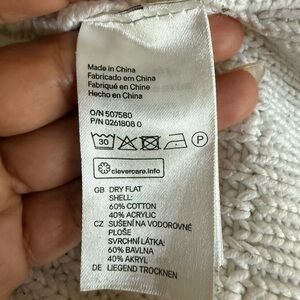 Made in China
Fabricado em China
Fabriqué en Chine
Hecho en China
O/N 507580
P/N 0261808 0
30
P
clevercare.info
GB DRY FLAT
SHELL:
60% COTTON
40% ACRYLIC
CZ SUŠENÍ NA VODOROVNÉ
PLOŠE
SVRCHNÍ LÁTKA:
60% BAVLNA
40% AKRYL
DE LIEGEND TROCKNEN